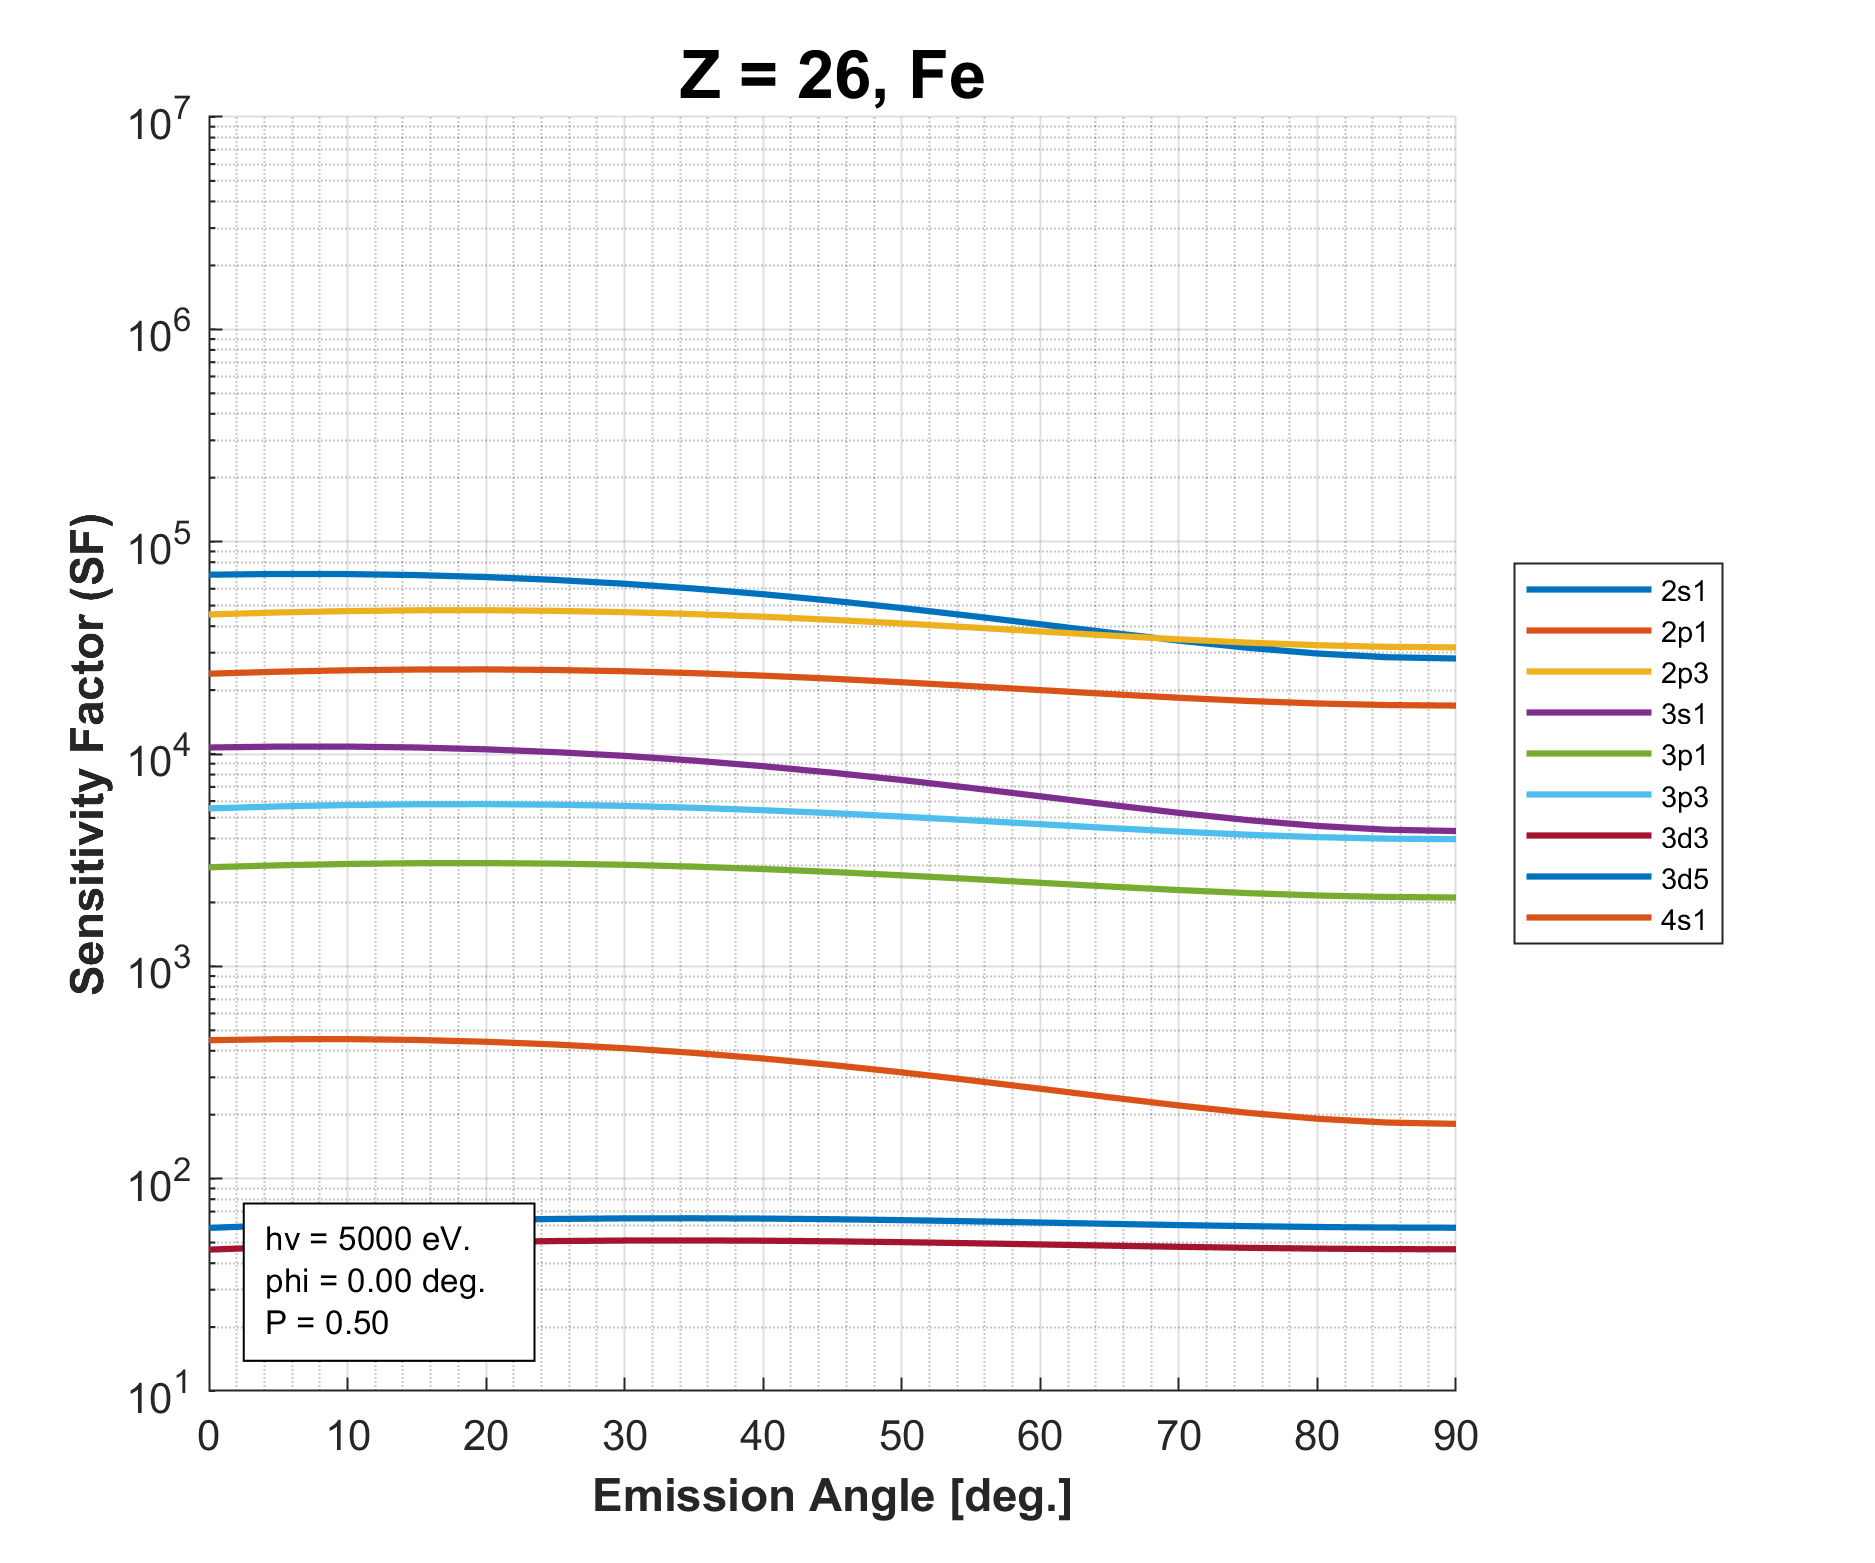 Z = 26, Fe
10^7
10^6
10^5
10^4
10^3
10^2
10^1
Sensitivity Factor (SF)
2s1
2p1
2p3
3s1
3p1
3p3
3d3
3d5
4s1
hv = 5000 eV.
phi = 0.00 deg.
P = 0.50
0 10 20 30 40 50 60 70 80 90
Emission Angle [deg.]